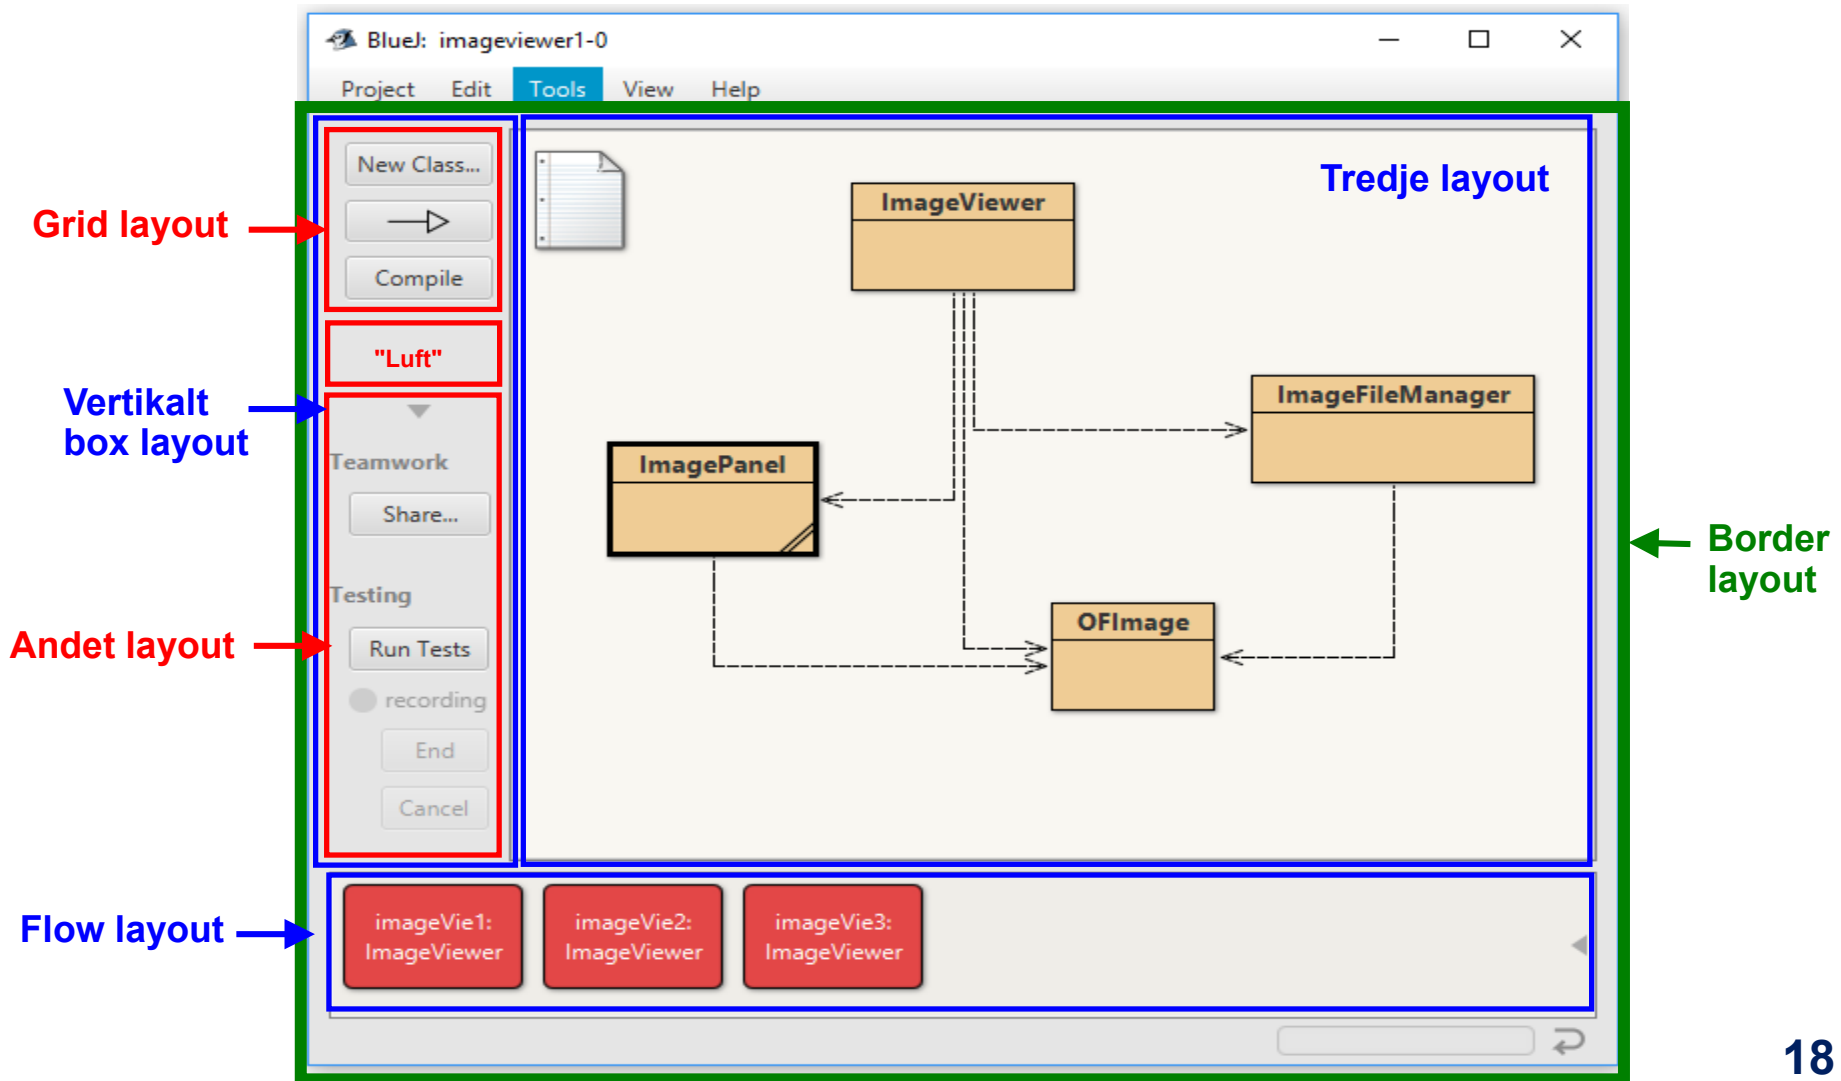 BlueJ: imageviewer1-0
Project Edit Tools View Help
New Class...
Compile
Grid layout
"Luft"
Vertikalt
box layout
Teamwork
Share...
Testing
Andet layout
Run Tests
recording
End
Cancel
Tredje layout
ImageViewer
ImageFileManager
ImagePanel
OFImage
Border
layout
Flow layout
imageVie1:
ImageViewer
imageVie2:
ImageViewer
imageVie3:
ImageViewer
18